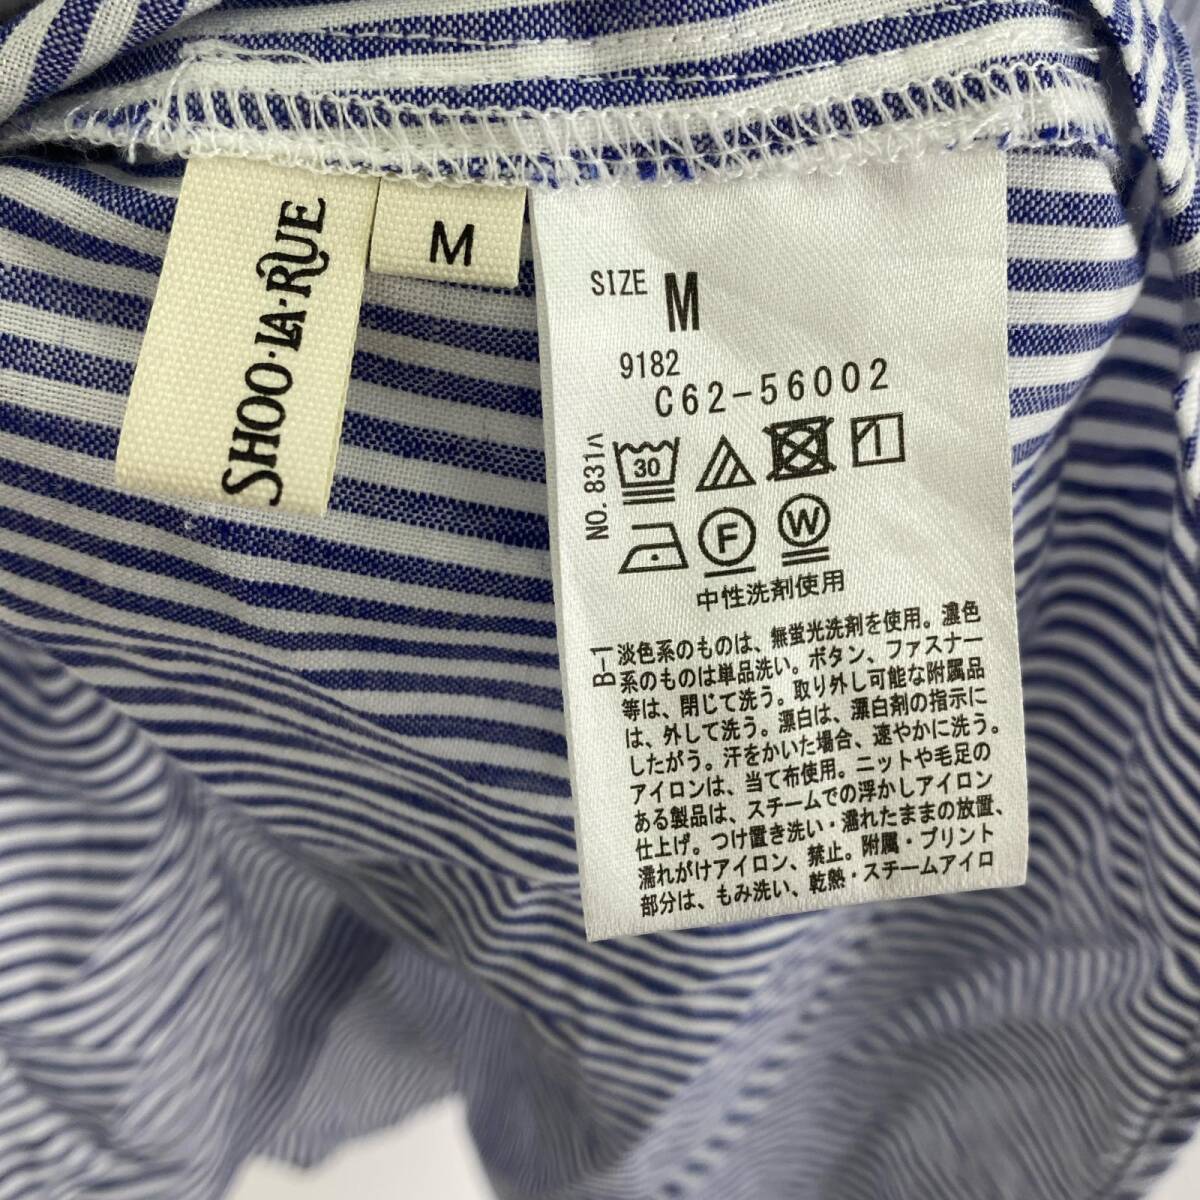 SHOO·LA·RUE
M
SIZE M
9182
C62-56002
NO. 831ハ
30
1
F
W
中性洗剤使用
B-1
淡色系のものは、無蛍光洗剤を使用。濃色
系のものは単品洗い。ボタン、ファスナー
等は、閉じて洗う。取り外し可能な附属品
は、外して洗う。漂白は、漂白剤の指示に
したがう。汗をかいた場合、速やかに洗う。
アイロンは、当て布使用。ニットや毛足の
ある製品は、スチームでの浮かしアイロン
仕上げ。つけ置き洗い・濡れたままの放置、
濡れがけアイロン、禁止。附属・プリント
部分は、もみ洗い、乾熱・スチームアイロ